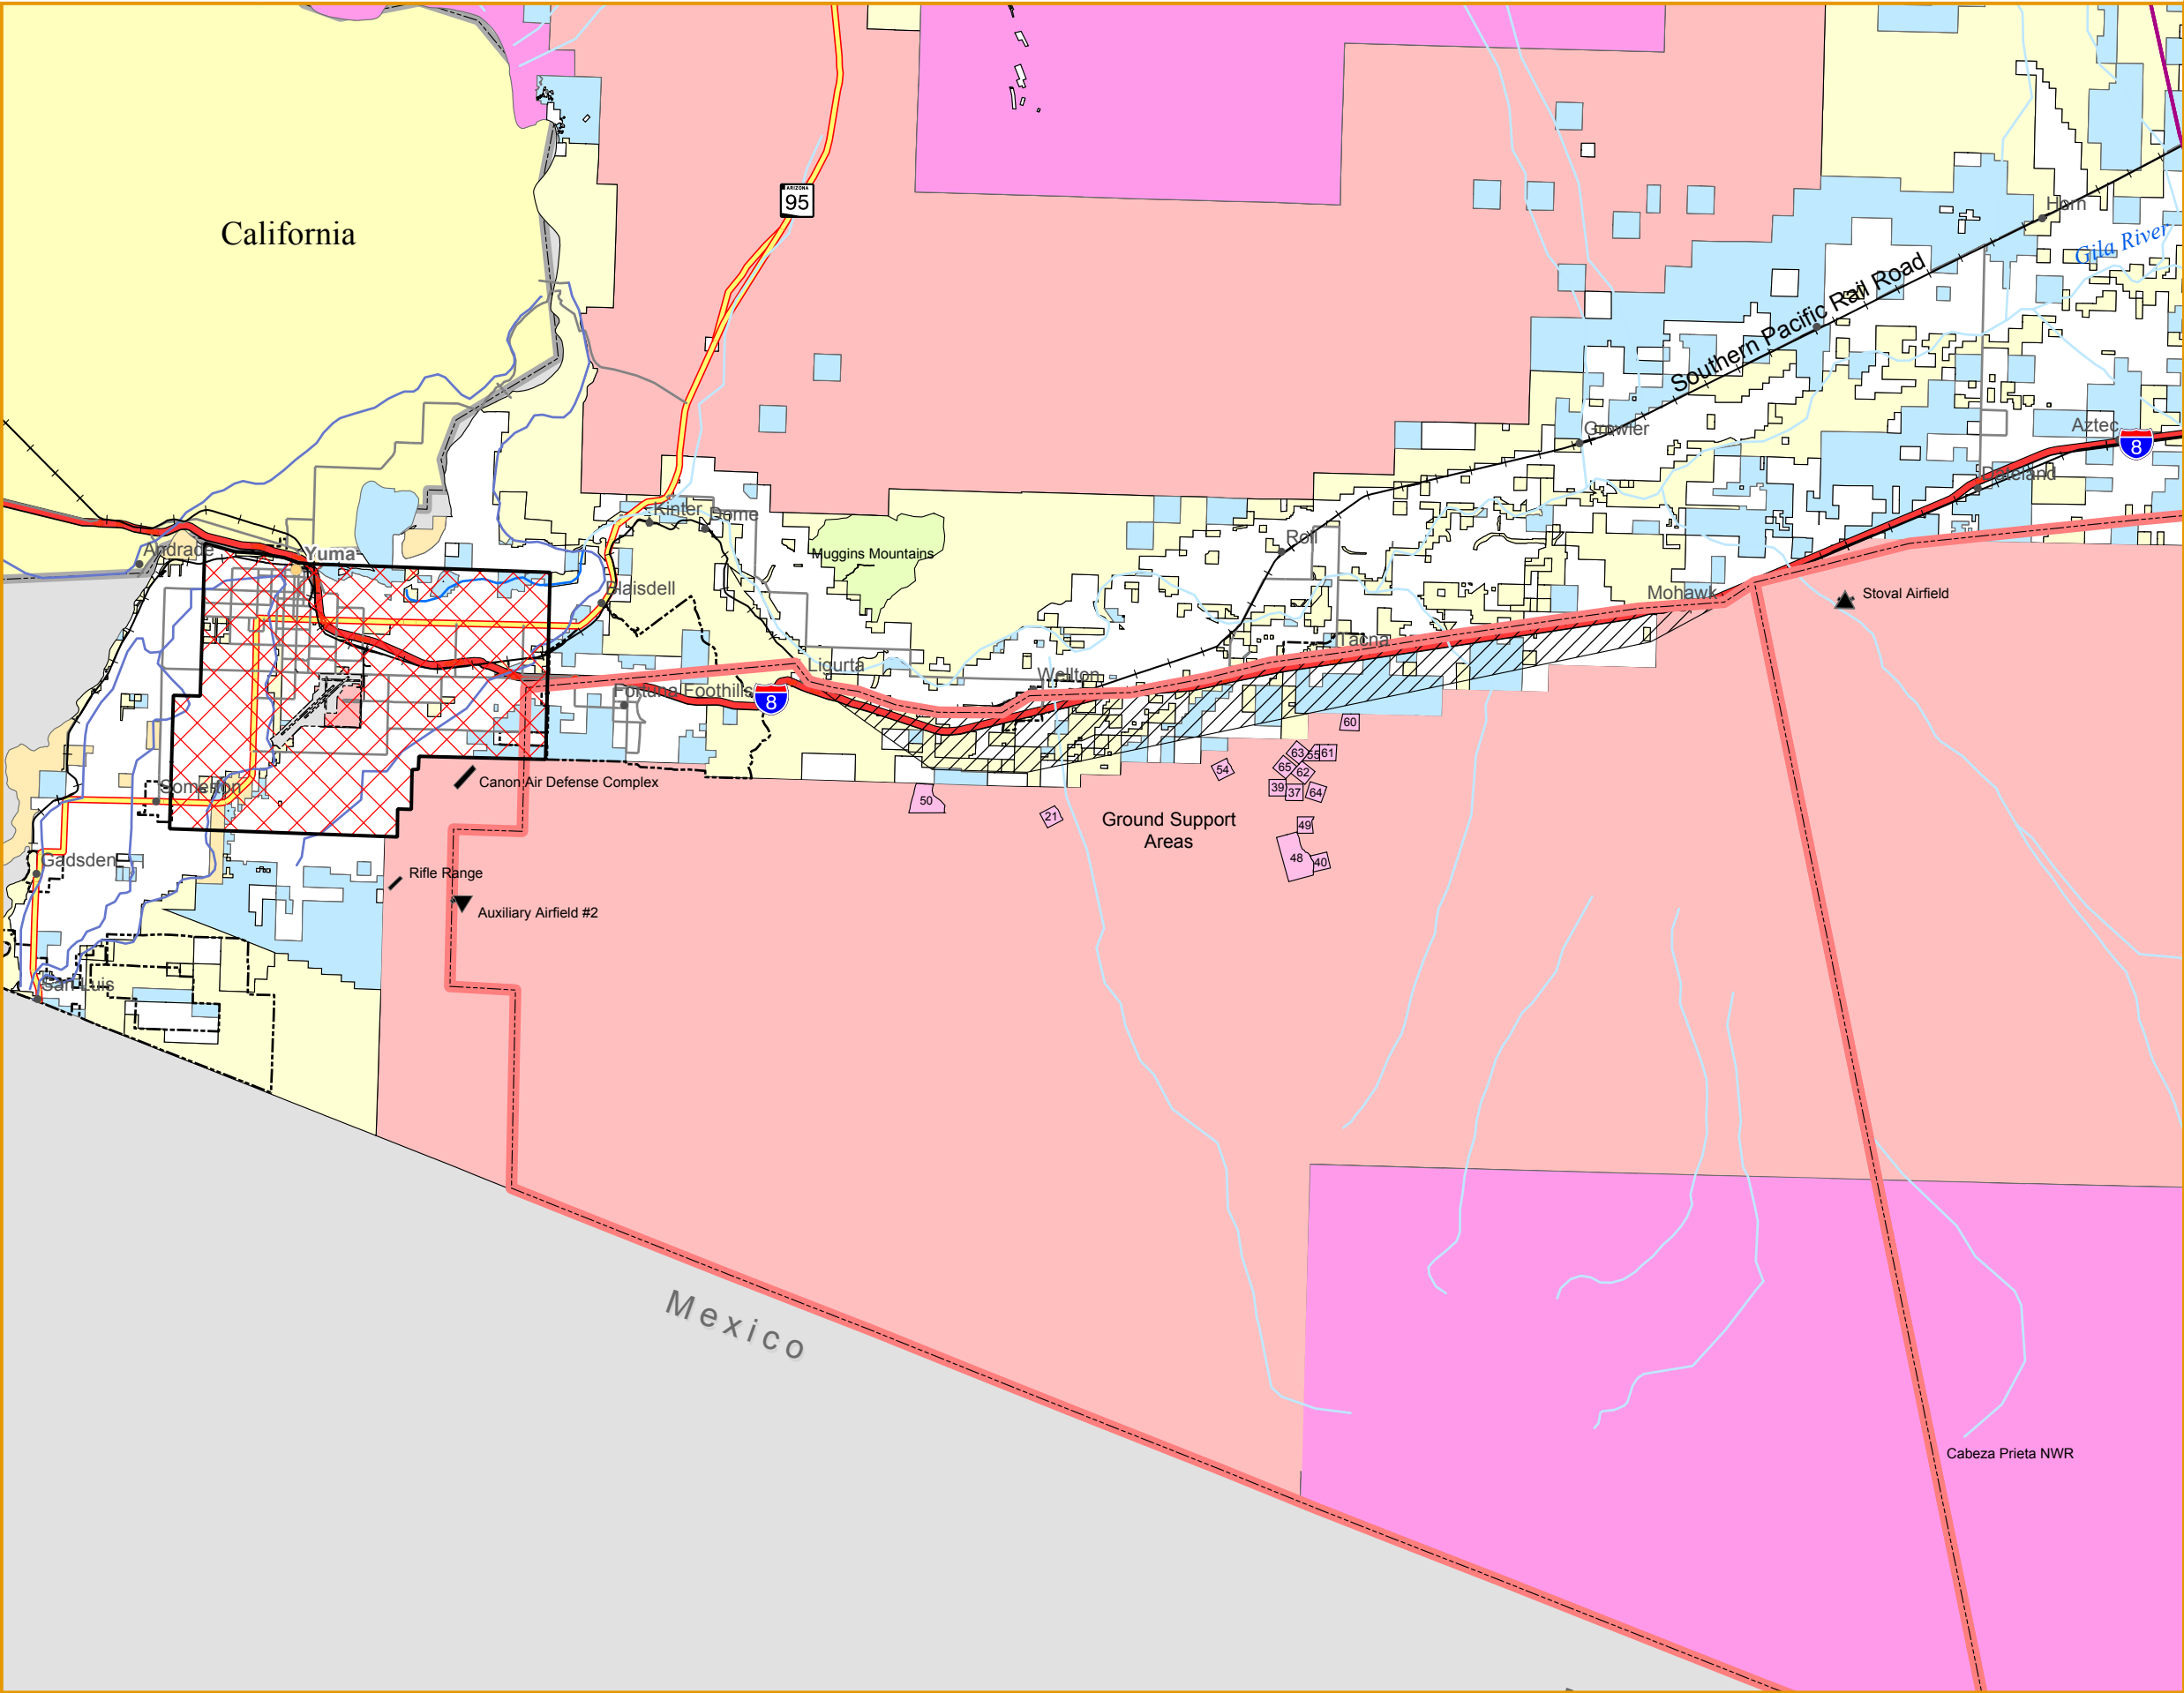 ARIZONA
95
California
Horn
Gila River
Southern Pacific Rail Road
Growler
Aztec
8
Kinter
Dome
Roll
Muggins Mountains
Andrade
Yuma
Blaisdell
Mohawk
Stoval Airfield
Tacna
Ligurta
Wellton
Fortuna Foothills
8
60
63
55
61
54
65
62
Canon Air Defense Complex
Somerton
39
37
64
50
21
Ground Support
Areas
49
Gadsden
48
40
Rifle Range
Auxiliary Airfield #2
San Luis
Mexico
Cabeza Prieta NWR